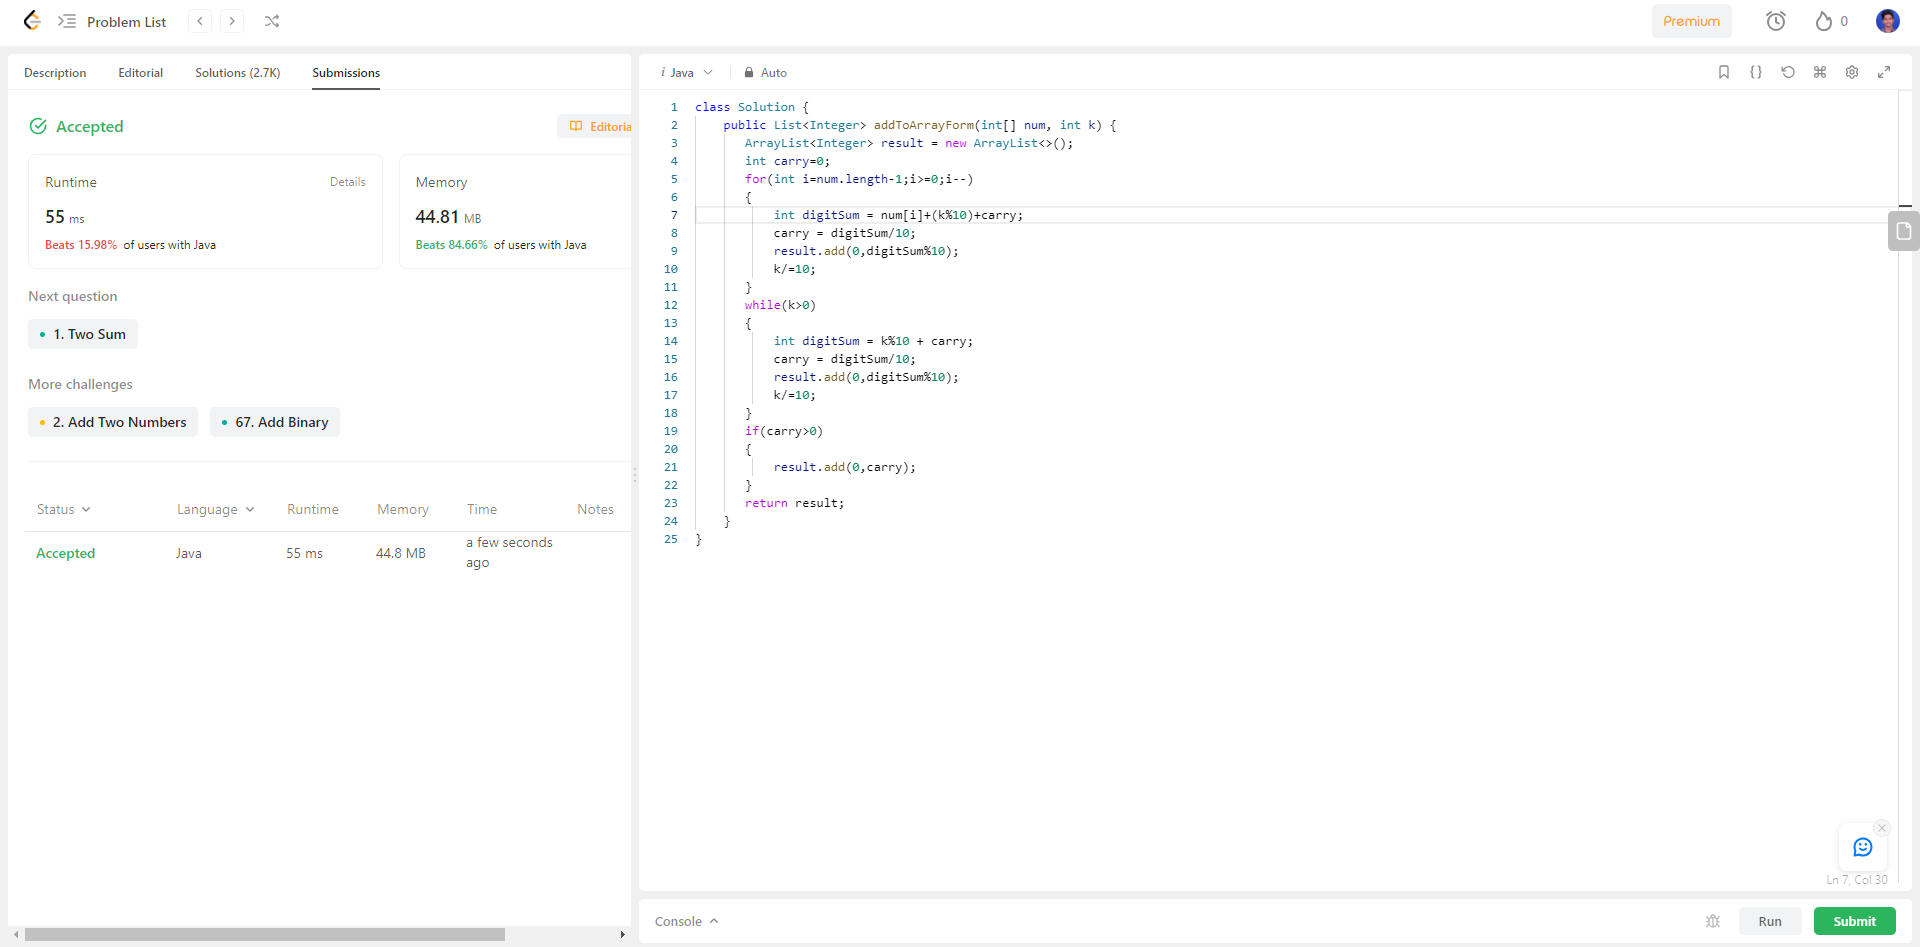 Problem List
Premium
0
Description Editorial Solutions (2.7K) Submissions
Accepted
Editoria
Runtime Details
55 ms
Beats 15.98% of users with Java
Memory
44.81 MB
Beats 84.66% of users with Java
Next question
1. Two Sum
More challenges
2. Add Two Numbers 67. Add Binary
Status Language Runtime Memory Time Notes
Accepted Java 55 ms 44.8 MB a few seconds ago
i Java Auto
1 class Solution {
2 public List<Integer> addToArrayForm(int[] num, int k) {
3 ArrayList<Integer> result = new ArrayList<>();
4 int carry=0;
5 for(int i=num.length-1;i>=0;i--)
6 {
7 int digitSum = num[i]+(k%10)+carry;
8 carry = digitSum/10;
9 result.add(0,digitSum%10);
10 k/=10;
11 }
12 while(k>0)
13 {
14 int digitSum = k%10 + carry;
15 carry = digitSum/10;
16 result.add(0,digitSum%10);
17 k/=10;
18 }
19 if(carry>0)
20 {
21 result.add(0,carry);
22 }
23 return result;
24 }
25 }
Ln 7, Col 30
Console
Run
Submit